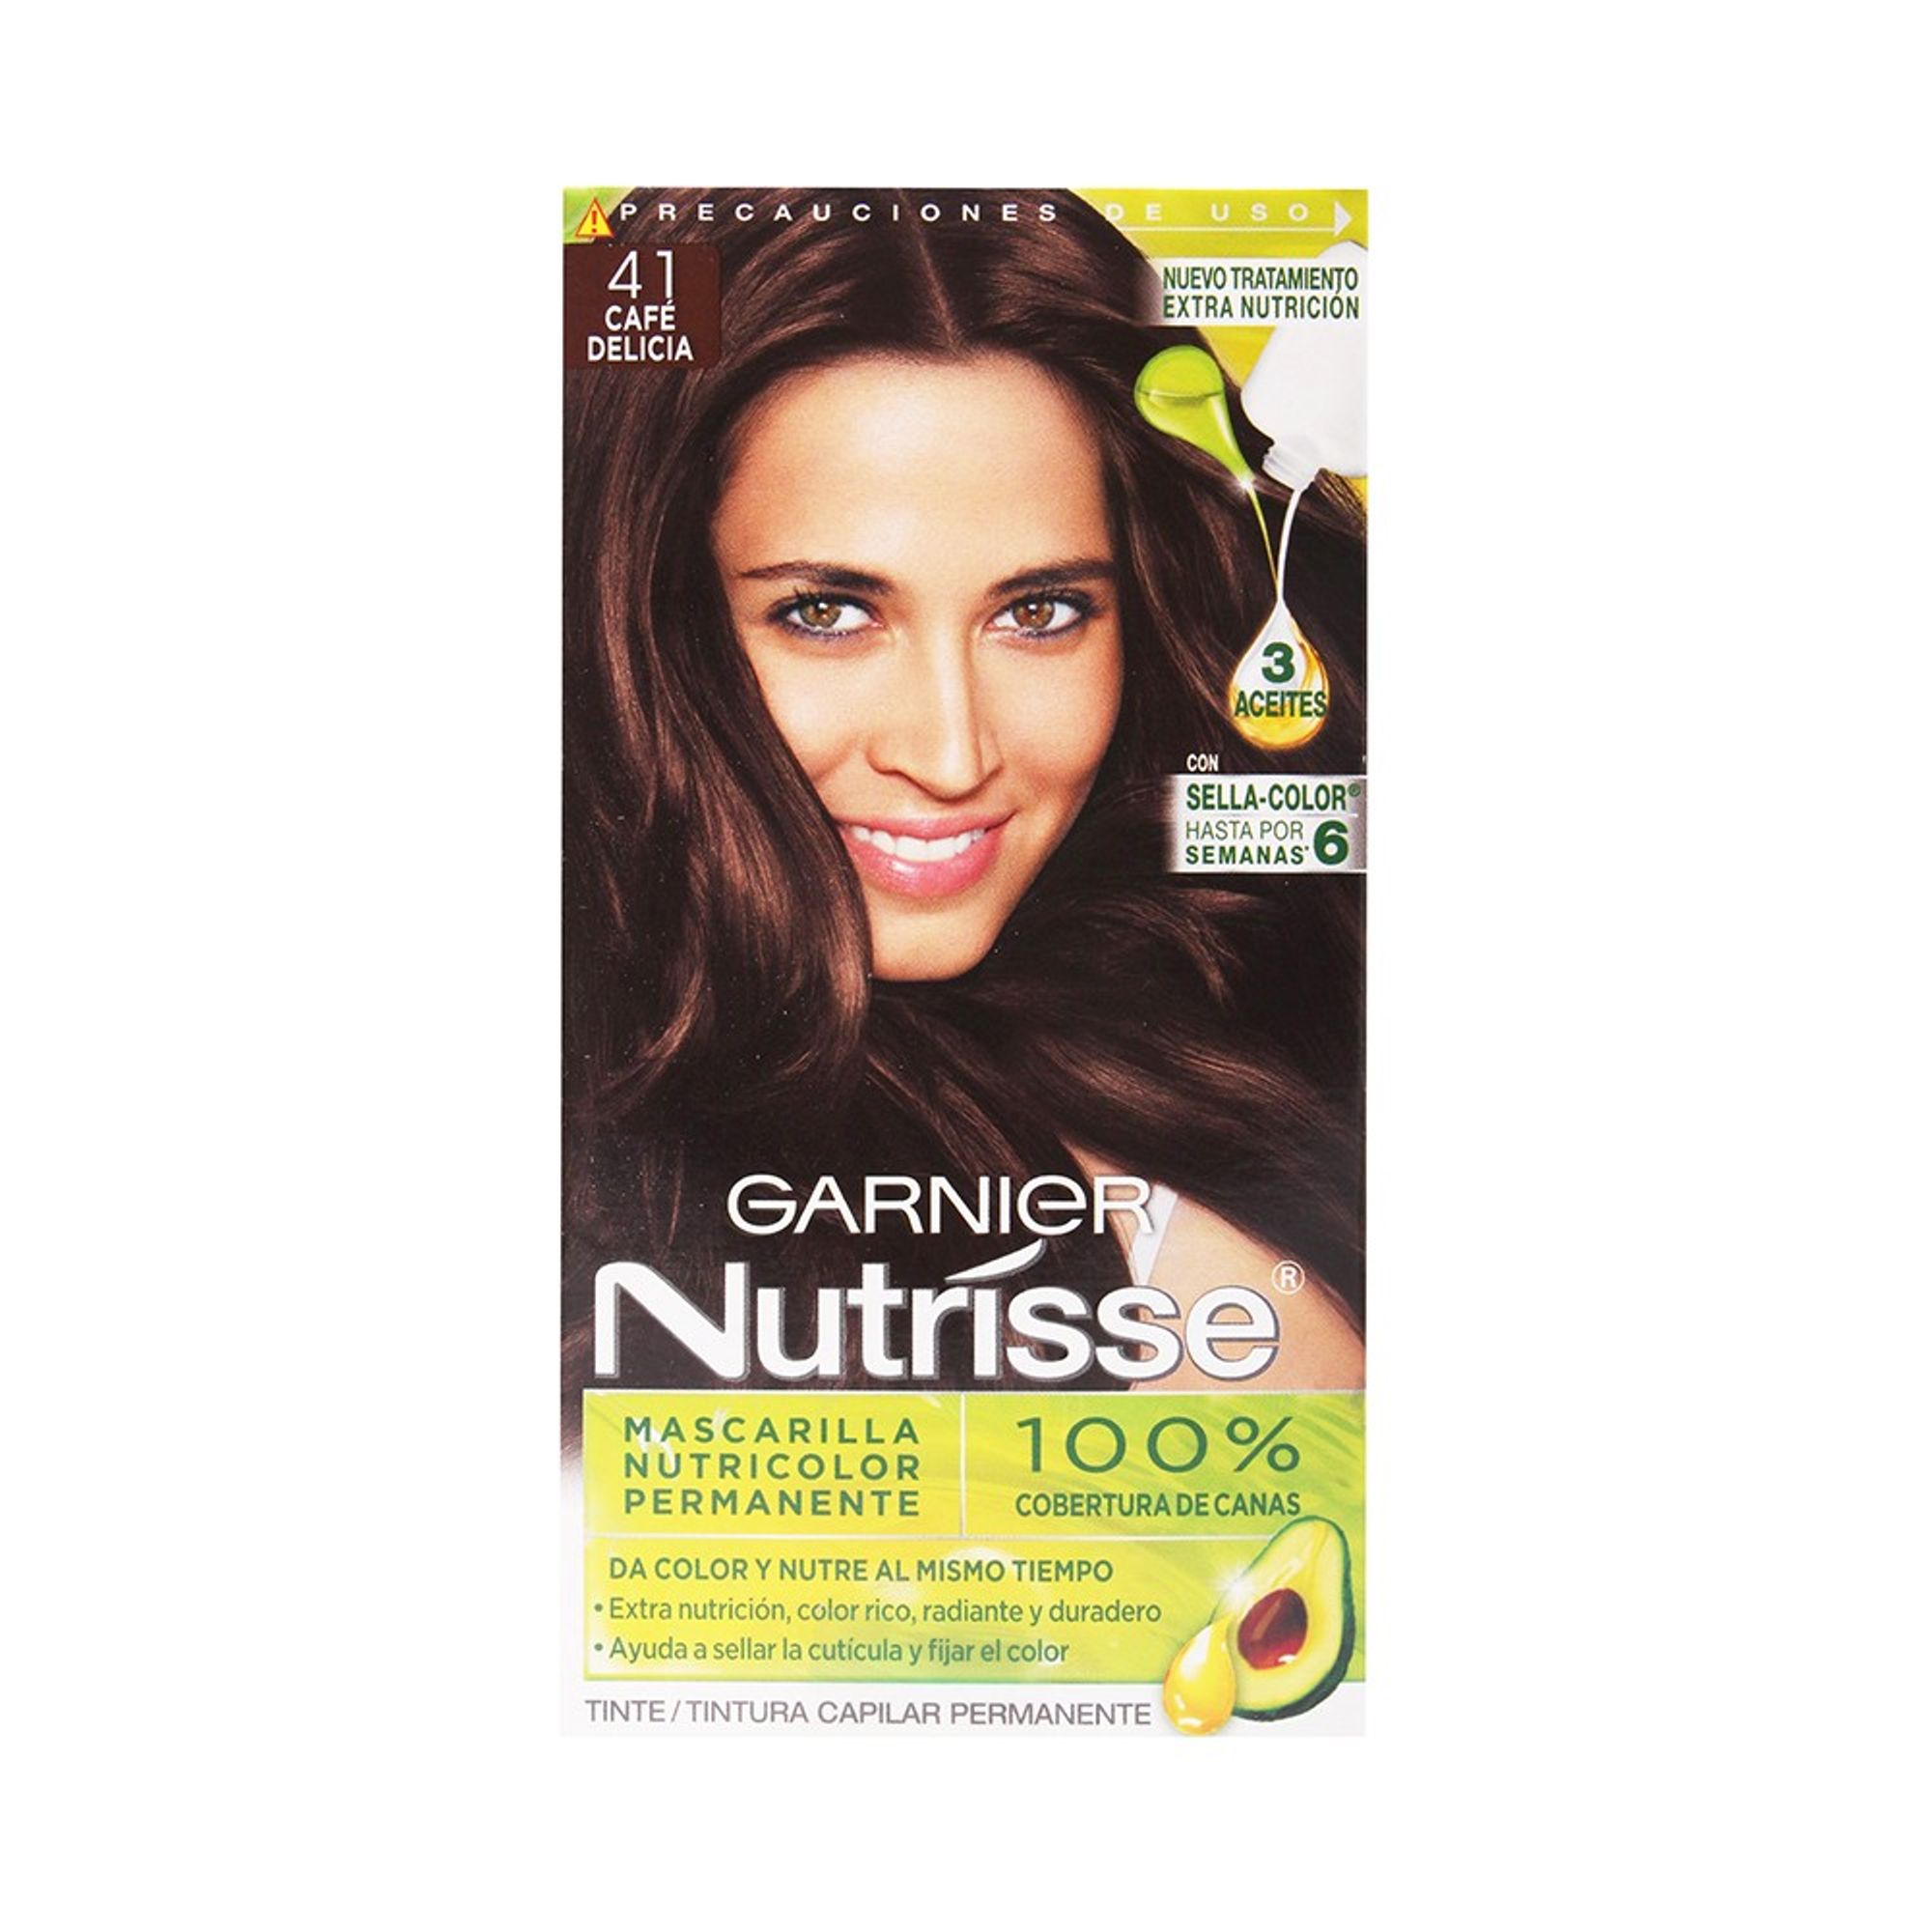 PRECAUCIONES DE USO
41
CAFÉ
DELICIA
NUEVO TRATAMIENTO
EXTRA NUTRICIÓN
3
ACEITES
CON
SELLA-COLOR®
HASTA POR 6
SEMANAS*
GARNIER
Nutrísse®
MASCARILLA
NUTRICOLOR
PERMANENTE
100%
COBERTURA DE CANAS
DA COLOR Y NUTRE AL MISMO TIEMPO
• Extra nutrición, color rico, radiante y duradero
• Ayuda a sellar la cutícula y fijar el color
TINTE / TINTURA CAPILAR PERMANENTE